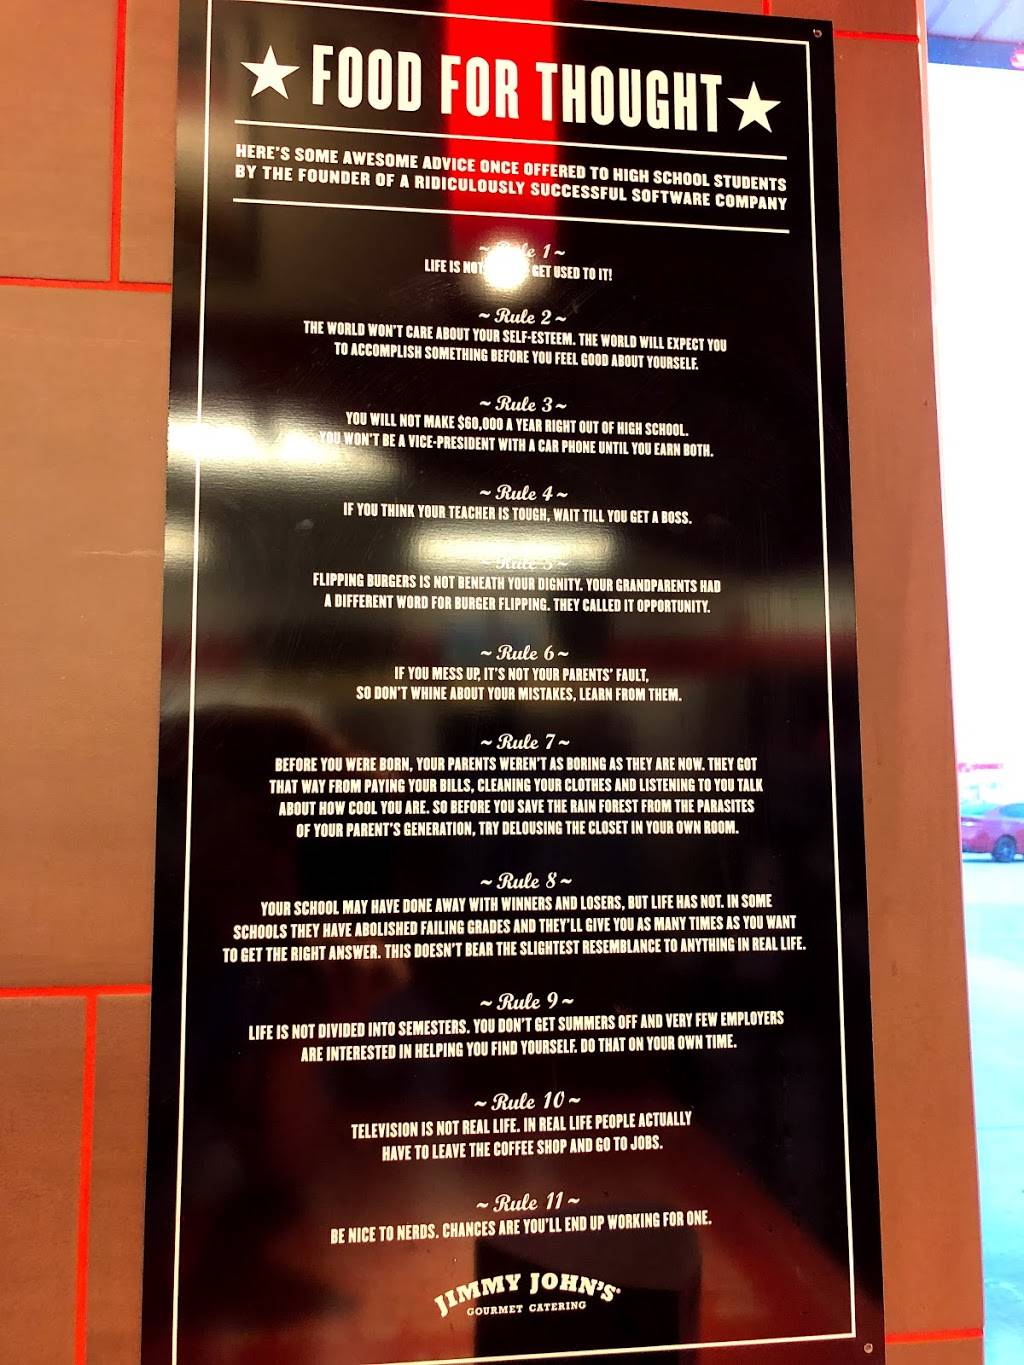 FOOD FOR THOUGHT
HERE'S SOME AWESOME ADVICE ONCE OFFERED TO HIGH SCHOOL STUDENTS
BY THE FOUNDER OF A RIDICULOUSLY SUCCESSFUL SOFTWARE COMPANY
~ Rule 1 ~
LIFE IS NOT GET USED TO IT!
~ Rule 2 ~
THE WORLD WON'T CARE ABOUT YOUR SELF-ESTEEM. THE WORLD WILL EXPECT YOU
TO ACCOMPLISH SOMETHING BEFORE YOU FEEL GOOD ABOUT YOURSELF.
~ Rule 3 ~
YOU WILL NOT MAKE $60,000 A YEAR RIGHT OUT OF HIGH SCHOOL.
YOU WON'T BE A VICE-PRESIDENT WITH A CAR PHONE UNTIL YOU EARN BOTH.
~ Rule 4 ~
IF YOU THINK YOUR TEACHER IS TOUGH, WAIT TILL YOU GET A BOSS.
~ Rule 5 ~
FLIPPING BURGERS IS NOT BENEATH YOUR DIGNITY. YOUR GRANDPARENTS HAD
A DIFFERENT WORD FOR BURGER FLIPPING. THEY CALLED IT OPPORTUNITY.
~ Rule 6 ~
IF YOU MESS UP, IT'S NOT YOUR PARENTS' FAULT,
SO DON'T WHINE ABOUT YOUR MISTAKES, LEARN FROM THEM.
~ Rule 7 ~
BEFORE YOU WERE BORN, YOUR PARENTS WEREN'T AS BORING AS THEY ARE NOW. THEY GOT
THAT WAY FROM PAYING YOUR BILLS, CLEANING YOUR CLOTHES AND LISTENING TO YOU TALK
ABOUT HOW COOL YOU ARE. SO BEFORE YOU SAVE THE RAIN FOREST FROM THE PARASITES
OF YOUR PARENT'S GENERATION, TRY DELOUSING THE CLOSET IN YOUR OWN ROOM.
~ Rule 8 ~
YOUR SCHOOL MAY HAVE DONE AWAY WITH WINNERS AND LOSERS, BUT LIFE HAS NOT. IN SOME
SCHOOLS THEY HAVE ABOLISHED FAILING GRADES AND THEY'LL GIVE YOU AS MANY TIMES AS YOU WANT
TO GET THE RIGHT ANSWER. THIS DOESN'T BEAR THE SLIGHTEST RESEMBLANCE TO ANYTHING IN REAL LIFE.
~ Rule 9 ~
LIFE IS NOT DIVIDED INTO SEMESTERS. YOU DON'T GET SUMMERS OFF AND VERY FEW EMPLOYERS
ARE INTERESTED IN HELPING YOU FIND YOURSELF. DO THAT ON YOUR OWN TIME.
~ Rule 10 ~
TELEVISION IS NOT REAL LIFE. IN REAL LIFE PEOPLE ACTUALLY
HAVE TO LEAVE THE COFFEE SHOP AND GO TO JOBS.
~ Rule 11 ~
BE NICE TO NERDS. CHANCES ARE YOU'LL END UP WORKING FOR ONE.
JIMMY JOHN'S
GOURMET CATERING